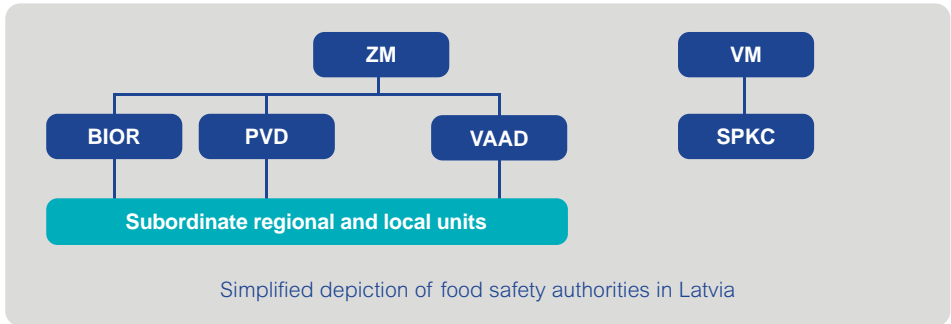 ZM
VM
BIOR
PVD
VAAD
SPKC
Subordinate regional and local units
Simplified depiction of food safety authorities in Latvia